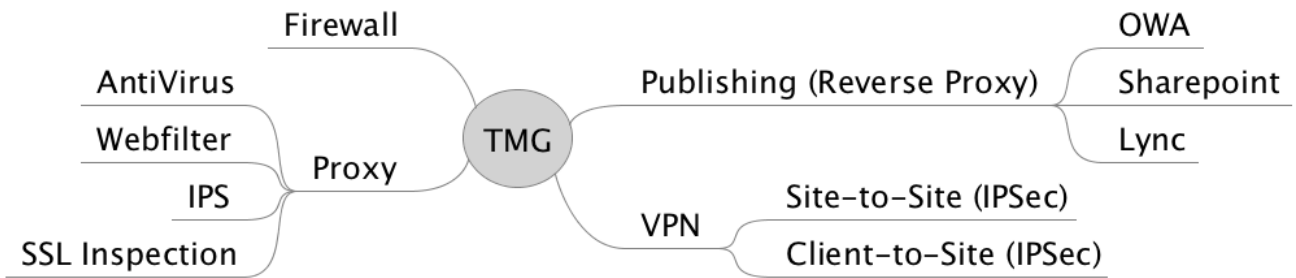 Firewall
AntiVirus
Webfilter
IPS
SSL Inspection
Proxy
TMG
Publishing (Reverse Proxy)
OWA
Sharepoint
Lync
VPN
Site-to-Site (IPSec)
Client-to-Site (IPSec)